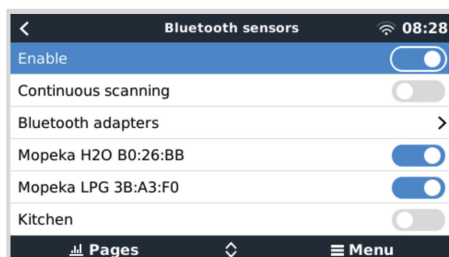 Bluetooth sensors 08:28
Enable
Continuous scanning
Bluetooth adapters
Mopeka H2O B0:26:BB
Mopeka LPG 3B:A3:F0
Kitchen
Pages Menu